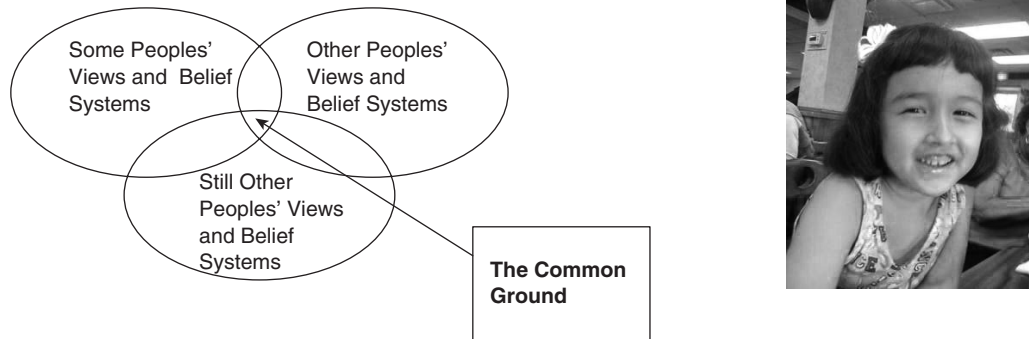 Some Peoples'
Views and Belief
Systems
Other Peoples'
Views and
Belief Systems
Still Other
Peoples' Views
and Belief
Systems
The Common
Ground